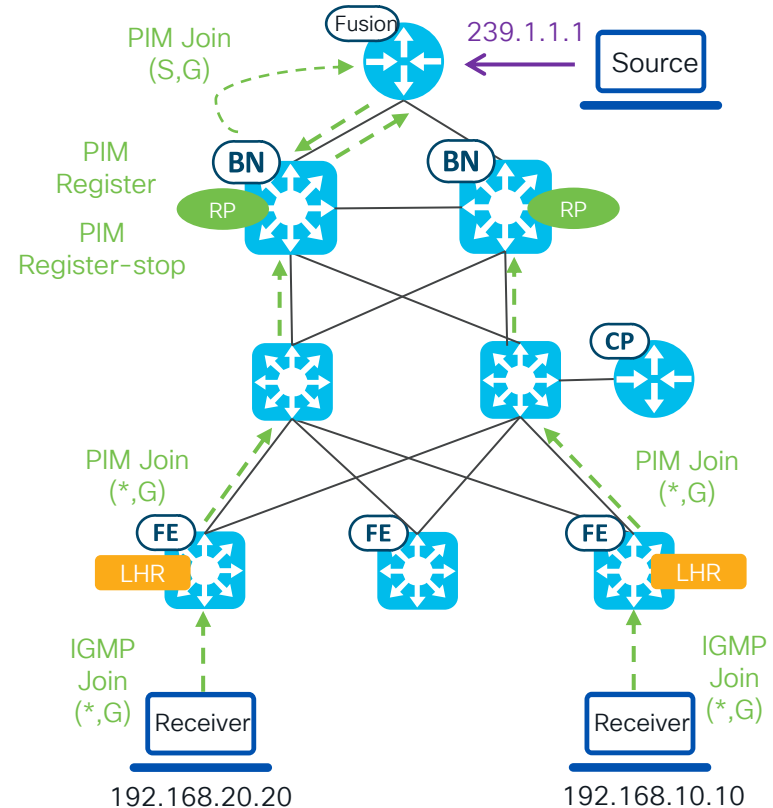 Fusion
239.1.1.1
Source
PIM Join
(S,G)
BN
BN
PIM
Register
RP
RP
PIM
Register-stop
CP
PIM Join
(*,G)
PIM Join
(*,G)
FE
FE
FE
LHR
LHR
IGMP
Join
(*,G)
IGMP
Join
(*,G)
Receiver
Receiver
192.168.20.20
192.168.10.10